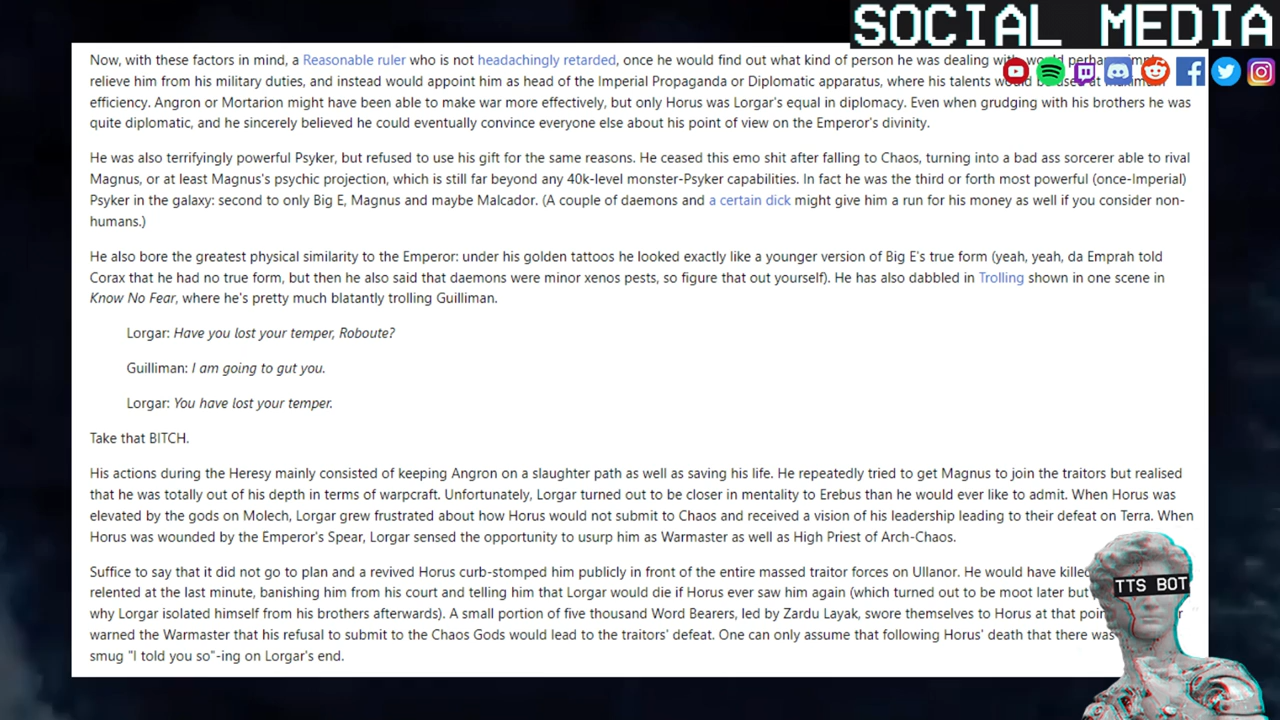 SOCIAL MEDIA
Now, with these factors in mind, a Reasonable ruler who is not headachingly retarded, once he would find out what kind of person he was dealing with, would
relieve him from his military duties, and would appoint him as head of the Imperial Propaganda or Diplomatic apparatus, where his talents would be used at maximum
efficiency. Angron or Mortarion might have been able to make war more effectively, but only Horus was Lorgar's equal in diplomacy. Even when grudging with his brothers he was
quite diplomatic, and he sincerely believed he could eventually convince everyone else about his point of view on the Emperor's divinity.
He was also terrifyingly powerful Psyker, but refused to use his gift for the same reasons. He ceased this emo shit after falling to Chaos, turning into a bad ass sorcerer able to rival
Magnus, or at least Magnus's psychic projection, which is still far beyond any 40k-level monster-Psyker capabilities. In fact he was the third or forth most powerful (once-Imperial)
Psyker in the galaxy: second to only Big E, Magnus and maybe Malcador. (A couple of daemons and a certain dick might give him a run for his money as well if you consider non-
humans.)
He also bore the greatest physical similarity to the Emperor: under his golden tattoos he looked exactly like a younger version of Big E's true form (yeah, yeah, da Emprah told
Corax that he had no true form, but then he also said that daemons were minor xenos pests, so figure that out yourself). He has also dabbled in Trolling shown in one scene in
Know No Fear, where he's pretty much blatantly trolling Guilliman.
Lorgar: Have you lost your temper, Roboute?
Guilliman: I am going to gut you.
Lorgar: You have lost your temper.
Take that BITCH.
His actions during the Heresy mainly consisted of keeping Angron on a slaughter path as well as saving his life. He repeatedly tried to get Magnus to join the traitors but realised
that he was totally out of his depth in terms of warpcraft. Unfortunately, Lorgar turned out to be closer in mentality to Erebus than he would ever like to admit. When Horus was
elevated by the gods on Molech, Lorgar grew frustrated about how Horus would not submit to Chaos and received a vision of his leadership leading to their defeat on Terra. When
Horus was wounded by the Emperor's Spear, Lorgar sensed the opportunity to usurp him as Warmaster as well as High Priest of Arch-Chaos.
Suffice to say that it did not go to plan and a revived Horus curb-stomped him publicly in front of the entire massed traitor forces on Ullanor. He would have killed
relented at the last minute, banishing him from his court and telling him that Lorgar would die if Horus ever saw him again (which turned out to be moot later but
why Lorgar isolated himself from his brothers afterwards). A small portion of five thousand Word Bearers, led by Zardu Layak, swore themselves to Horus at that
warned the Warmaster that his refusal to submit to the Chaos Gods would lead to the traitors' defeat. One can only assume that following Horus' death that there was
smug "I told you so"-ing on Lorgar's end.
TTS BOT